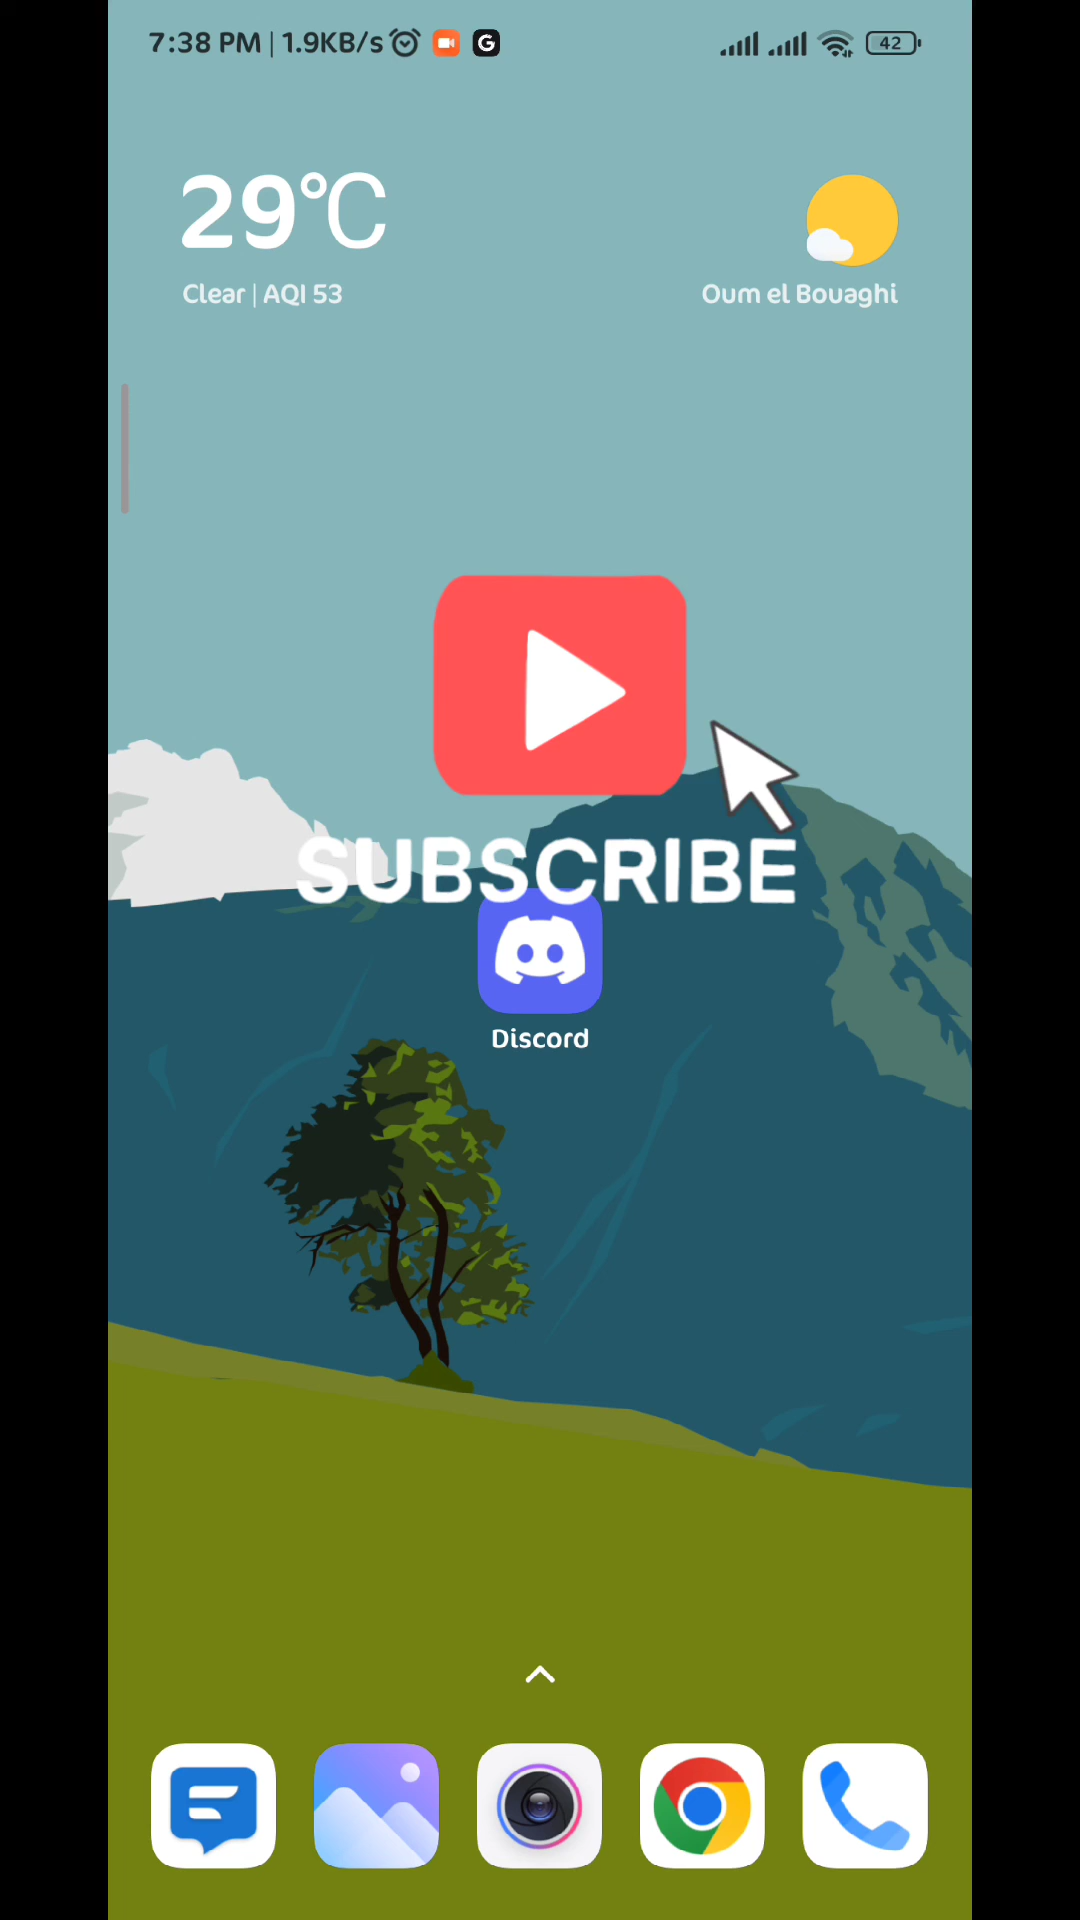 7:38 PM | 1.9KB/s
42
29°C
Clear | AQI 53
Oum el Bouaghi
SUBSCRIBE
Discord